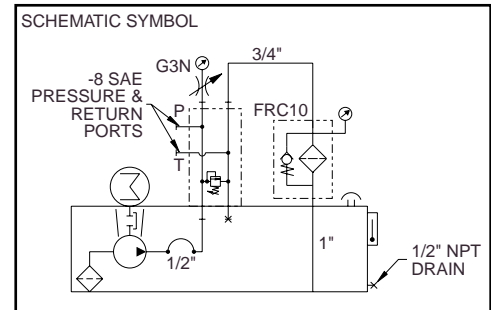 SCHEMATIC SYMBOL
G3N
3/4"
-8 SAE
PRESSURE &
RETURN
PORTS
P
T
FRC10
M
1/2"
1"
1/2" NPT
DRAIN